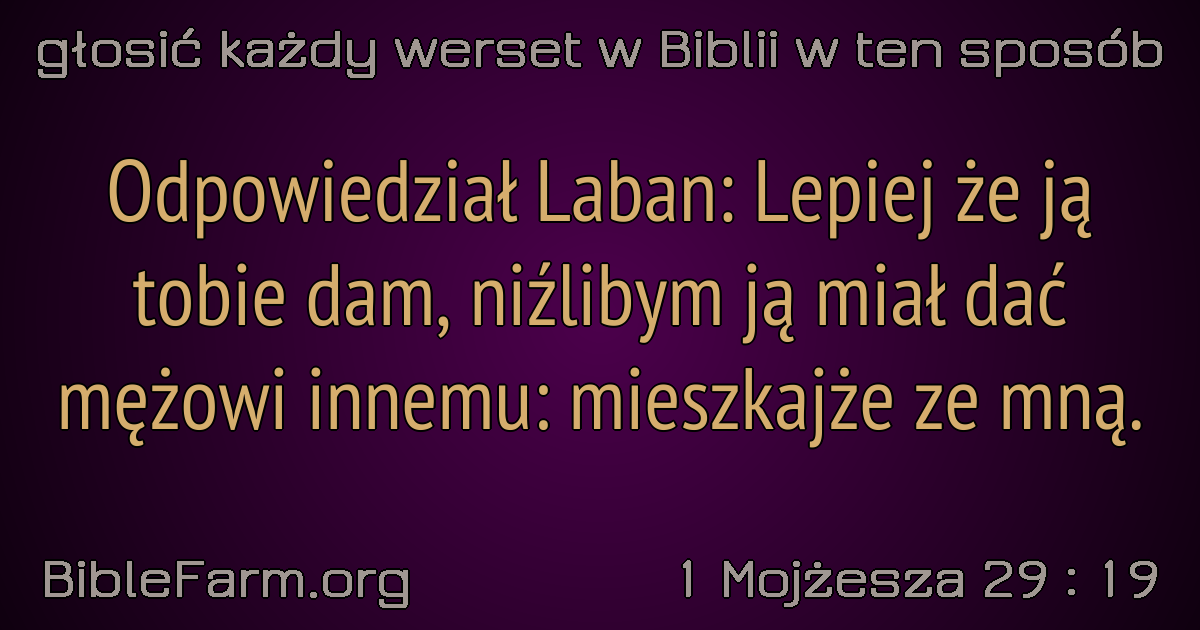 głosić każdy werset w Biblii w ten sposób
Odpowiedział Laban: Lepiej że ją
tobie dam, niźlibym ją miał dać
mężowi innemu: mieszkajże ze mną.
BibleFarm.org
1 Mojżesza 29 : 19